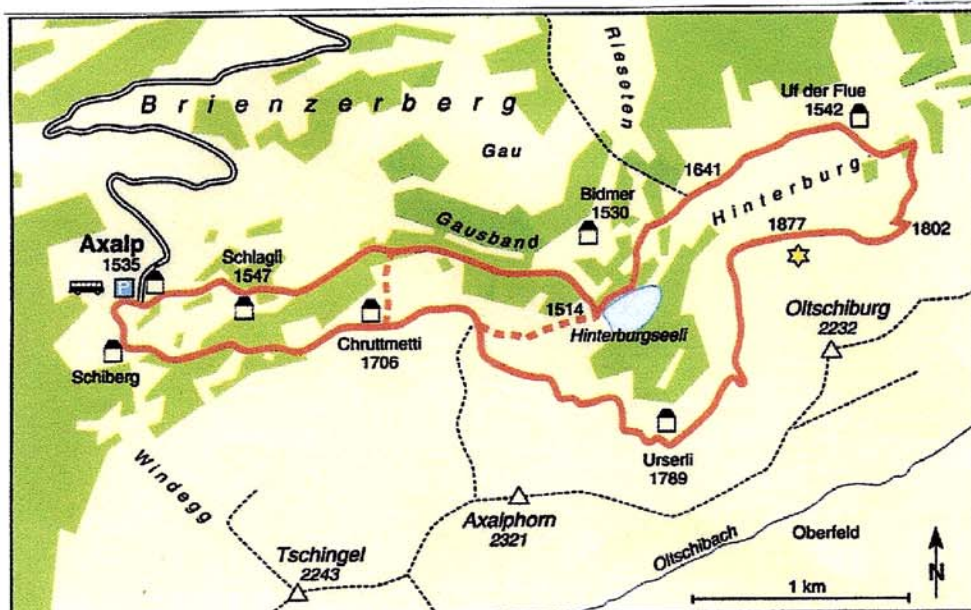 Brienzerberg
Rieseten
Uf der Flue
1542
Gau
Bidmer
1530
1641
Hinterburg
Gausband
1877
1802
Axalp
1535
P
Schlagli
1547
1514
Hinterburgseeli
Oltschiburg
2232
Schiberg
Chruttmetti
1706
Urserli
1789
Windegg
Axalphorn
2321
Oltschibach
Oberfeld
Tschingel
2243
1 km
N